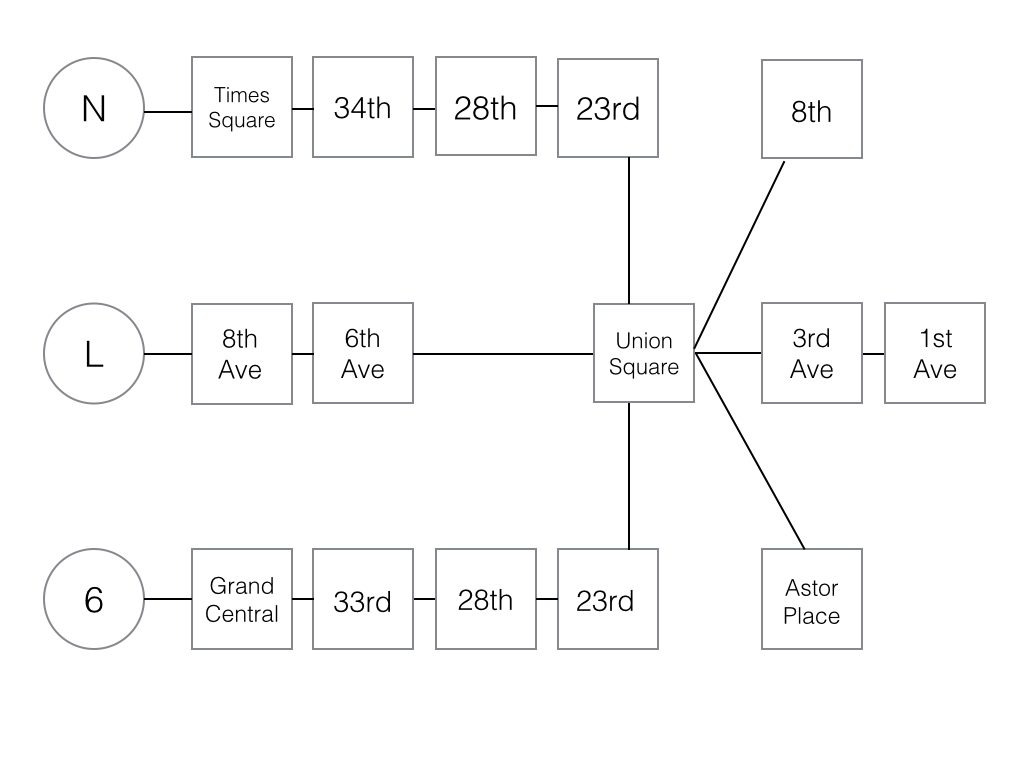 N
Times
Square
34th
28th
23rd
8th
L
8th
Ave
6th
Ave
Union
Square
3rd
Ave
1st
Ave
6
Grand
Central
33rd
28th
23rd
Astor
Place